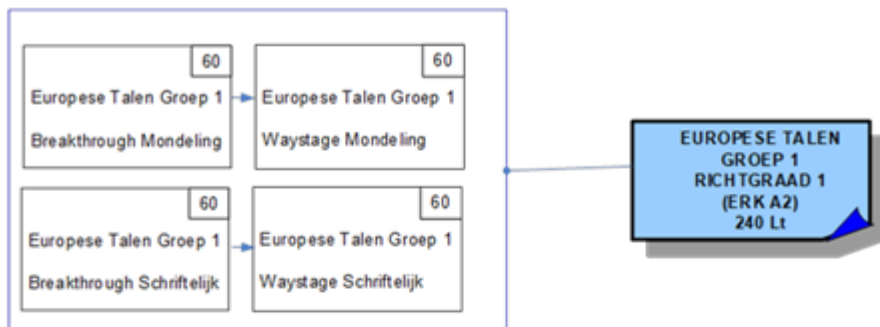 60
Europese Talen Groep 1
Breakthrough Mondeling
60
Europese Talen Groep 1
Waystage Mondeling
60
Europese Talen Groep 1
Breakthrough Schriftelijk
60
Europese Talen Groep 1
Waystage Schriftelijk
EUROPESE TALEN
GROEP 1
RICHTGRAAD 1
(ERK A2)
240 Lt